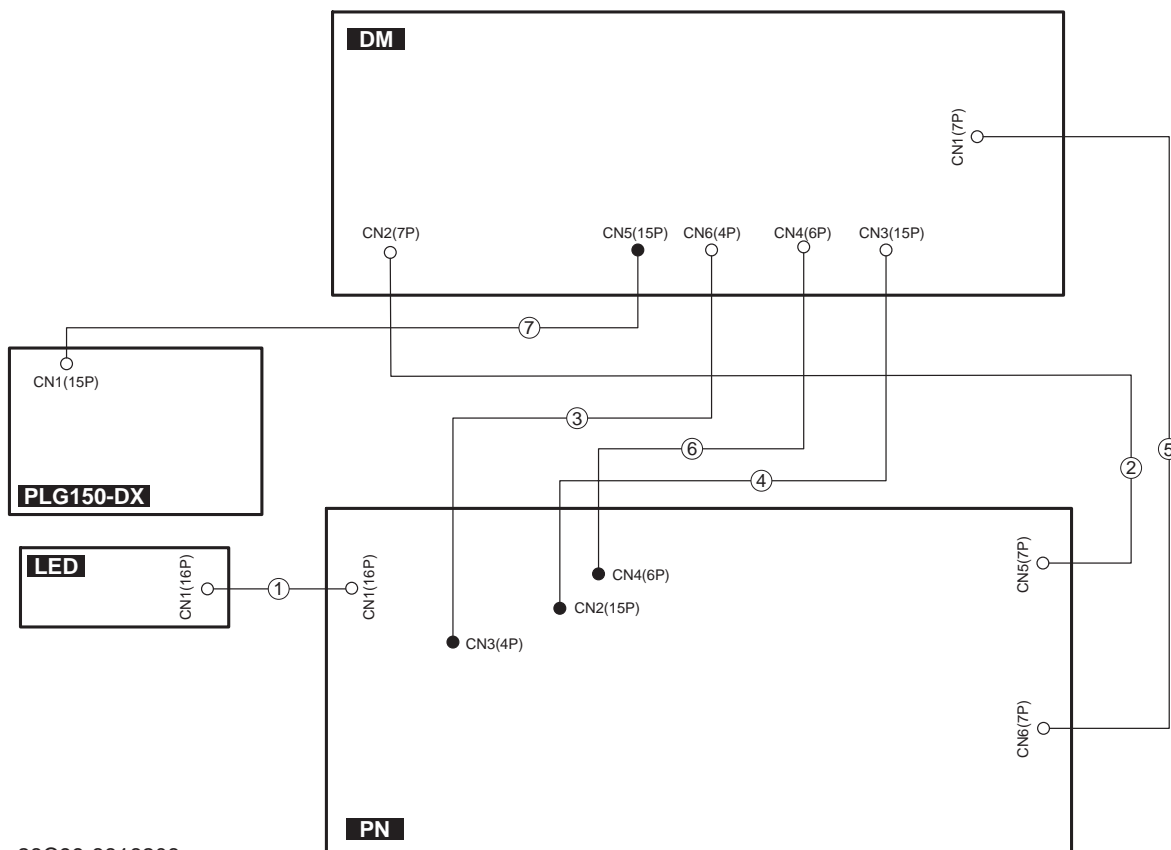 DM
CN1(7P)
CN2(7P)
CN5(15P)
CN6(4P)
CN4(6P)
CN3(15P)
7
CN1(15P)
PLG150-DX
3
6
4
2
5
LED
CN1(16P)
1
CN1(16P)
CN4(6P)
CN2(15P)
CN3(4P)
CN5(7P)
CN6(7P)
PN